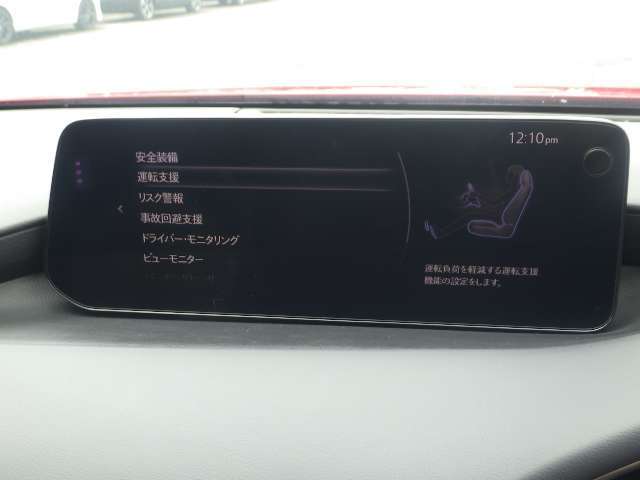 12:10pm
安全装備
運転支援
リスク警報
事故回避支援
ドライバー・モニタリング
ビューモニター
運転負荷を軽減する運転支援
機能の設定をします。